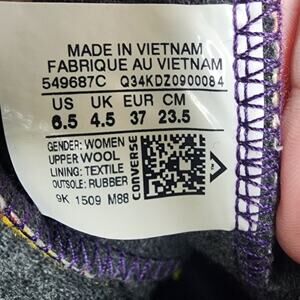 MADE IN VIETNAM
FABRIQUE AU VIETNAM
549687C Q34KDZ0900084
US UK EUR CM
6.5 4.5 37 23.5
GENDER: WOMEN
UPPER WOOL
LINING: TEXTILE
OUTSOLE: RUBBER
9K 1509 M88
CONVERSE